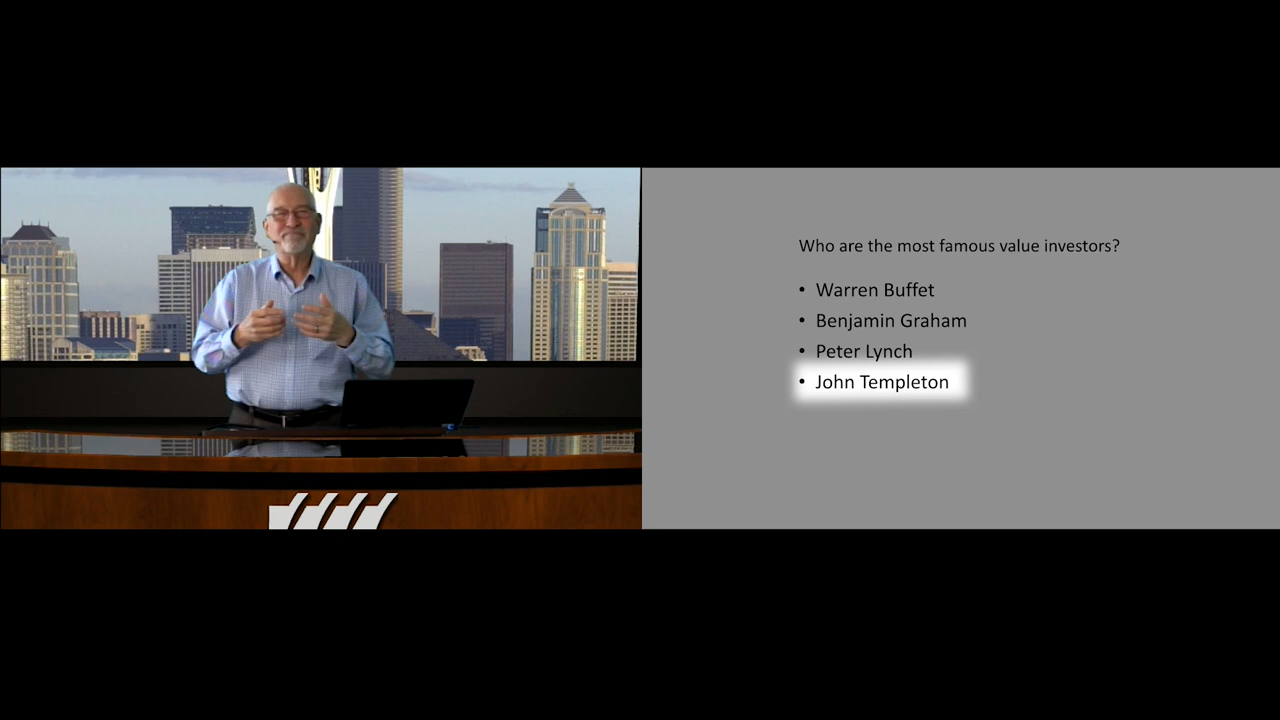 Who are the most famous value investors?
• Warren Buffet
• Benjamin Graham
• Peter Lynch
• John Templeton